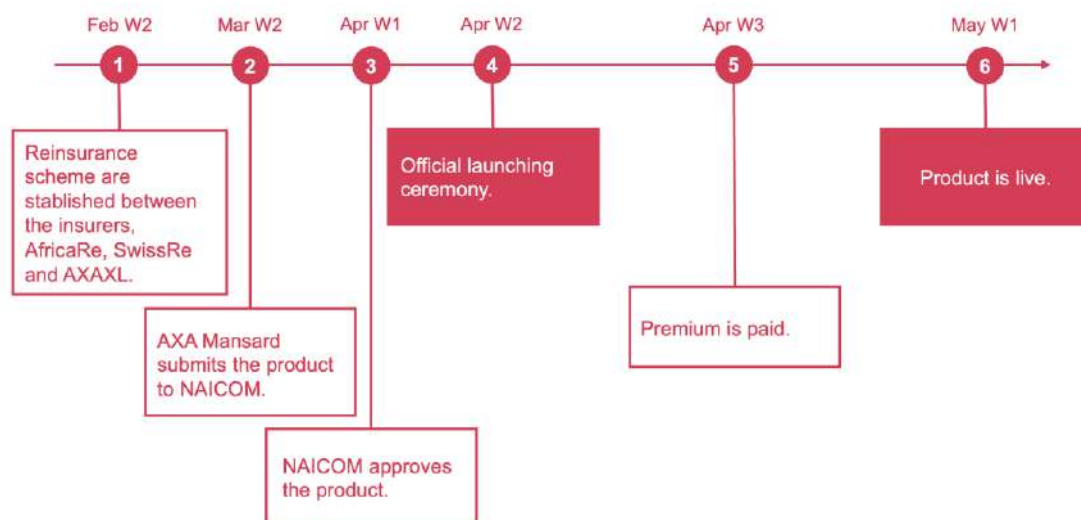 Feb W2
Mar W2
Apr W1
Apr W2
Apr W3
May W1
1
2
3
4
5
6
Reinsurance
scheme are
stablished between
the insurers,
AfricaRe, SwissRe
and AXAXL.
AXA Mansard
submits the product
to NAICOM.
NAICOM approves
the product.
Official launching
ceremony.
Premium is paid.
Product is live.